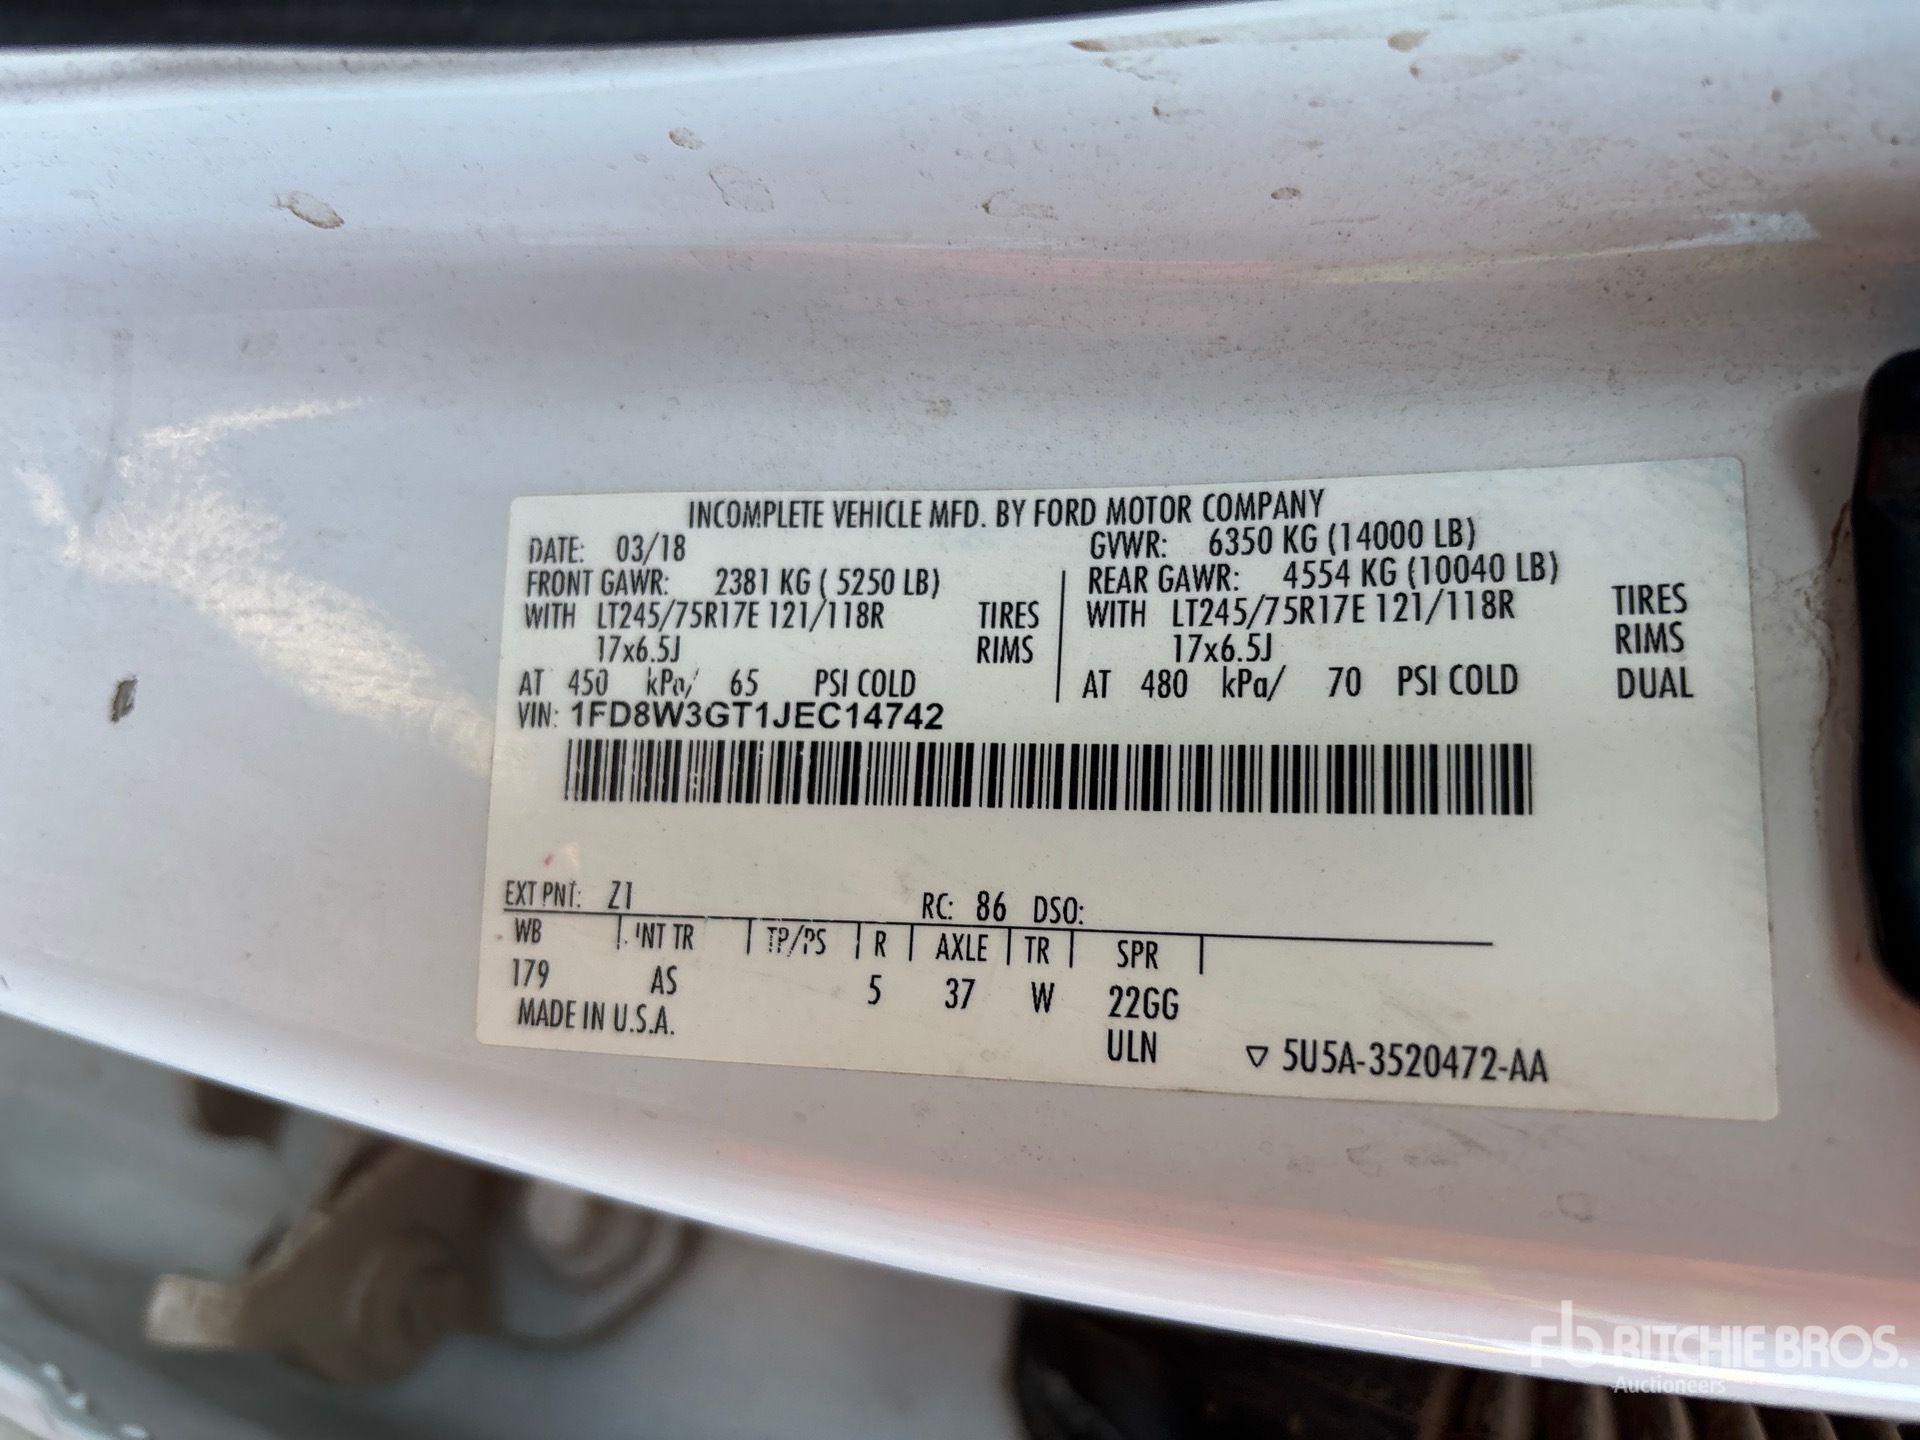 INCOMPLETE VEHICLE MFD. BY FORD MOTOR COMPANY
DATE: 03/18 GVWR: 6350 KG (14000 LB)
FRONT GAWR: 2381 KG ( 5250 LB) REAR GAWR: 4554 KG (10040 LB)
WITH LT245/75R17E 121/118R TIRES WITH LT245/75R17E 121/118R TIRES
17x6.5J RIMS 17x6.5J RIMS
AT 450 kPa/ 65 PSI COLD AT 480 kPa/ 70 PSI COLD DUAL
VIN: 1FD8W3GT1JEC14742
EXT PNT: Z1 RC: 86 DSO:
WB INT TR TP/PS R AXLE TR SPR
179 AS 5 37 W 22GG
MADE IN U.S.A. ULN ▽ 5U5A-3520472-AA
rb RITCHIE BROS.
Auctioneers